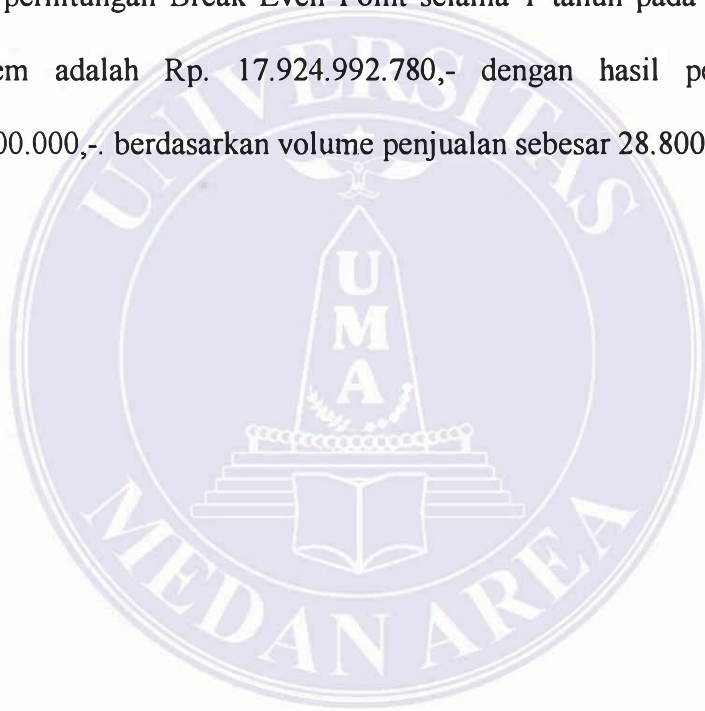 perhitungan Break Even Point selama 1 tahun pada
em adalah Rp. 17.924.992.780,- dengan hasil pe
00.000,-. berdasarkan volume penjualan sebesar 28.800
UNIVERSITAS
UMA
MEDAN AREA